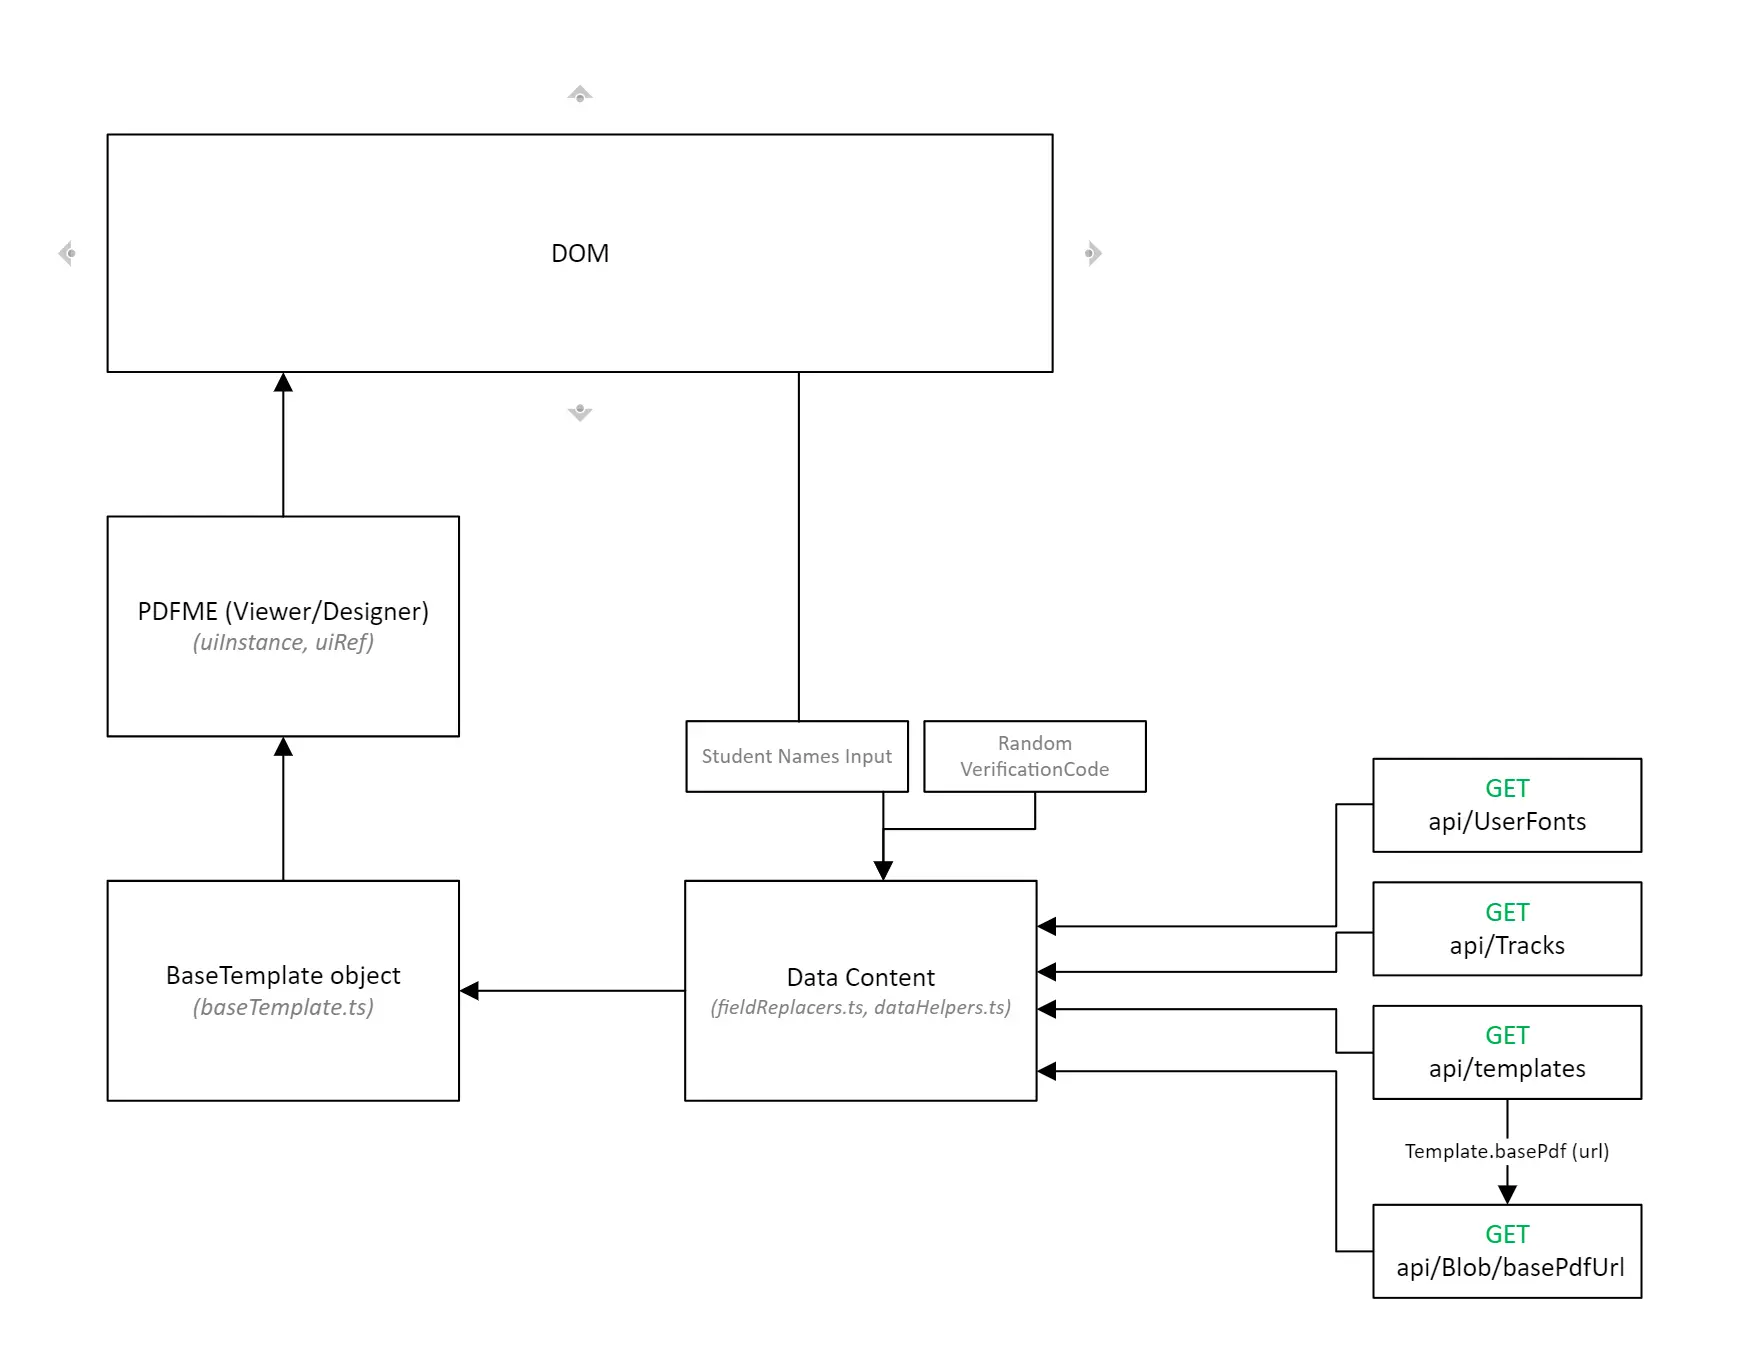 DOM
PDFME (Viewer/Designer)
(uiInstance, uiRef)
Student Names Input
Random
VerificationCode
GET
api/UserFonts
GET
api/Tracks
BaseTemplate object
(baseTemplate.ts)
Data Content
(fieldReplacers.ts, dataHelpers.ts)
GET
api/templates
Template.basePdf (url)
GET
api/Blob/basePdfUrl